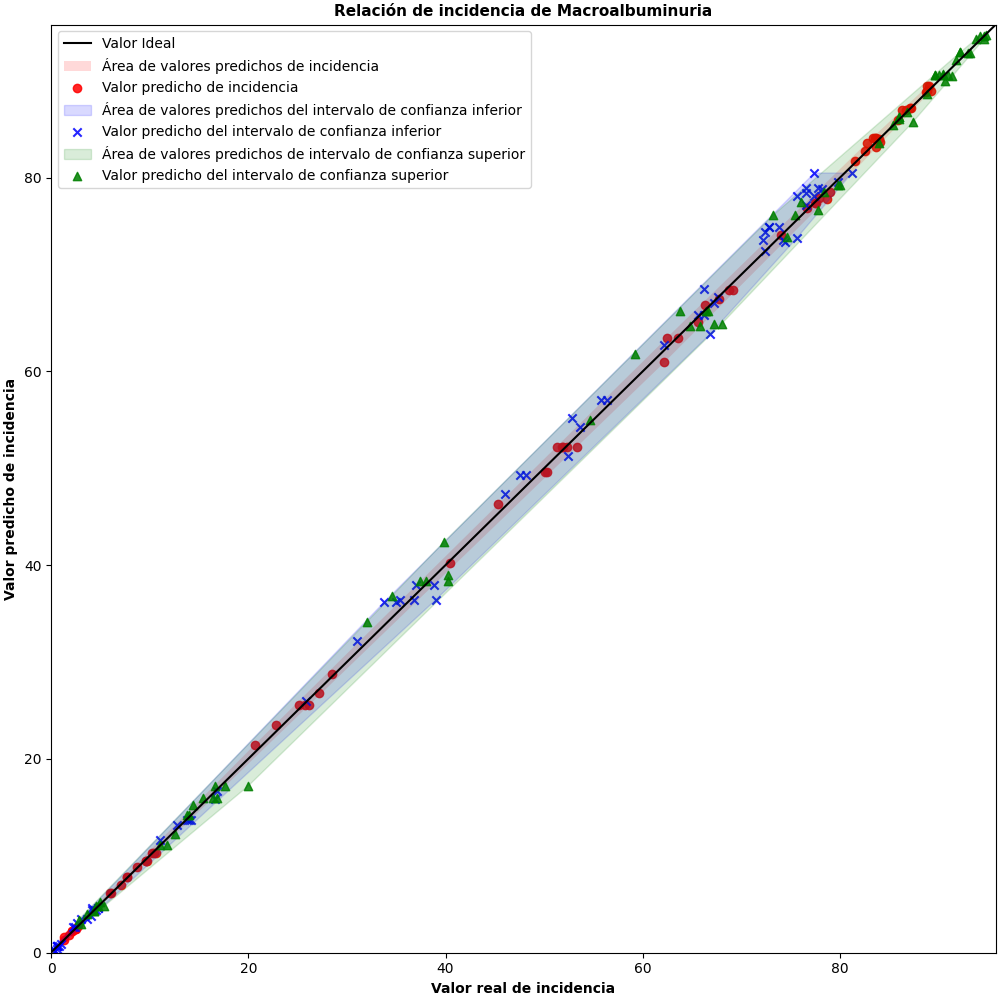 Relación de incidencia de Macroalbuminuria
Valor Ideal
Área de valores predichos de incidencia
Valor predicho de incidencia
Área de valores predichos del intervalo de confianza inferior
Valor predicho del intervalo de confianza inferior
Área de valores predichos de intervalo de confianza superior
Valor predicho del intervalo de confianza superior
Valor predicho de incidencia
80
60
40
20
0
0 20 40 60 80
Valor real de incidencia